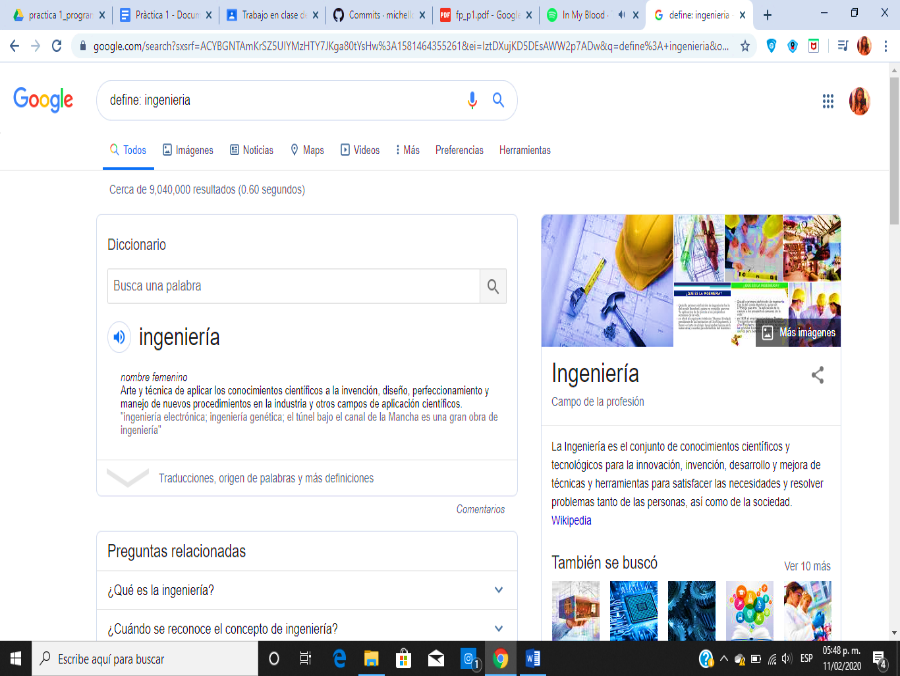 practica 1_progran
Práctica 1 - Docum
Trabajo en clase de
Commits · michell
fp_p1.pdf - Google
In My Blood -
define: ingenieria
google.com/search?sxsrf=ACYBGNTAmKrSZ5UIYMzHTY7JKga80tYsHw%3A1581464355261&ei=IztDXujKD5DEsAWW2p7ADw&q=define%3A+ingenieria&o...
Google
define: ingenieria
Todos Imágenes Noticias Maps Videos Más Preferencias Herramientas
Cerca de 9,040,000 resultados (0.60 segundos)
Diccionario
Busca una palabra
ingeniería
nombre femenino
Arte y técnica de aplicar los conocimientos científicos a la invención, diseño, perfeccionamiento y
manejo de nuevos procedimientos en la industria y otros campos de aplicación científicos.
"ingeniería electrónica; ingeniería genética; el túnel bajo el canal de la Mancha es una gran obra de
ingeniería"
Traducciones, origen de palabras y más definiciones
Comentarios
Preguntas relacionadas
¿Qué es la ingeniería?
¿Cuándo se reconoce el concepto de ingeniería?
Más imágenes
Ingeniería
Campo de la profesión
La Ingeniería es el conjunto de conocimientos científicos y
tecnológicos para la innovación, invención, desarrollo y mejora de
técnicas y herramientas para satisfacer las necesidades y resolver
problemas tanto de las personas, así como de la sociedad.
Wikipedia
También se buscó
Ver 10 más
Escribe aquí para buscar
1
ESP
05:48 p. m.
11/02/2020
4